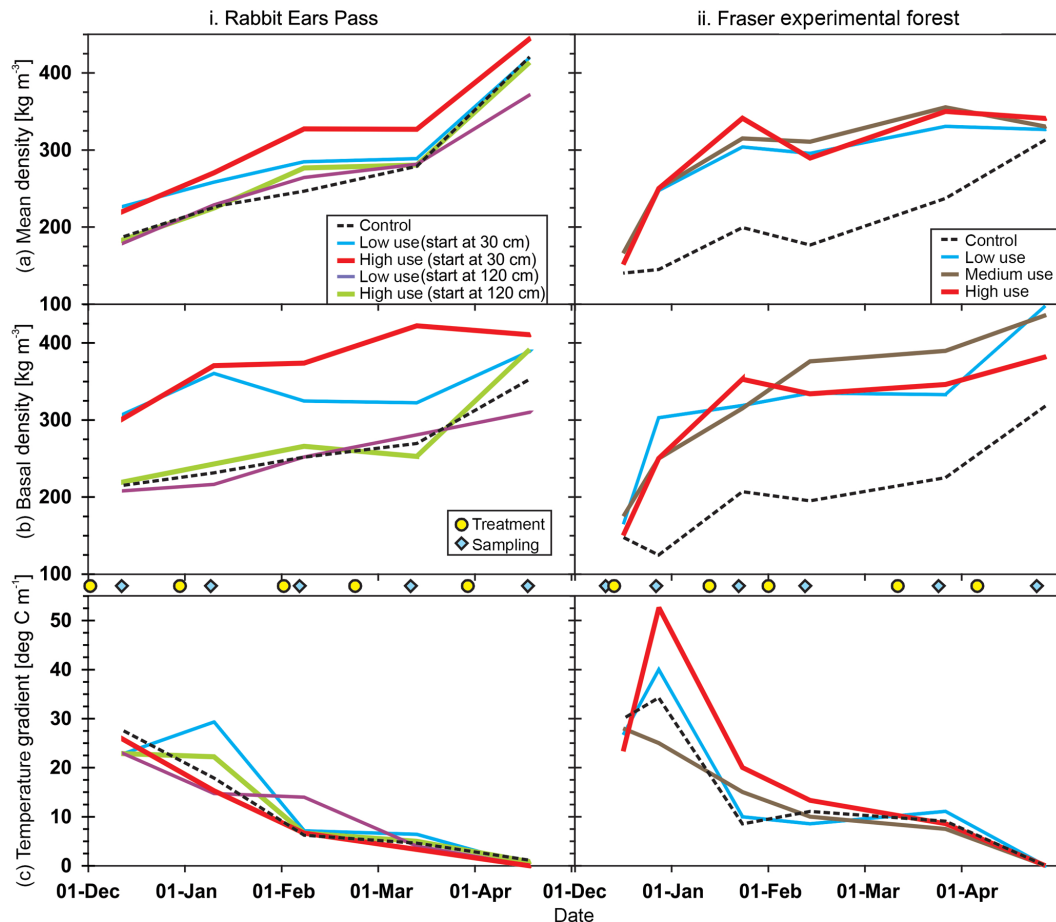 i. Rabbit Ears Pass
ii. Fraser experimental forest
(a) Mean density [kg m-3]
400
300
200
100
Control
Low use (start at 30 cm)
High use (start at 30 cm)
Low use (start at 120 cm)
High use (start at 120 cm)
Control
Low use
Medium use
High use
(b) Basal density [kg m-3]
400
300
200
100
Treatment
Sampling
(c) Temperature gradient [deg C m-1]
50
40
30
20
10
0
01-Dec 01-Jan 01-Feb 01-Mar 01-Apr
01-Dec 01-Jan 01-Feb 01-Mar 01-Apr
Date